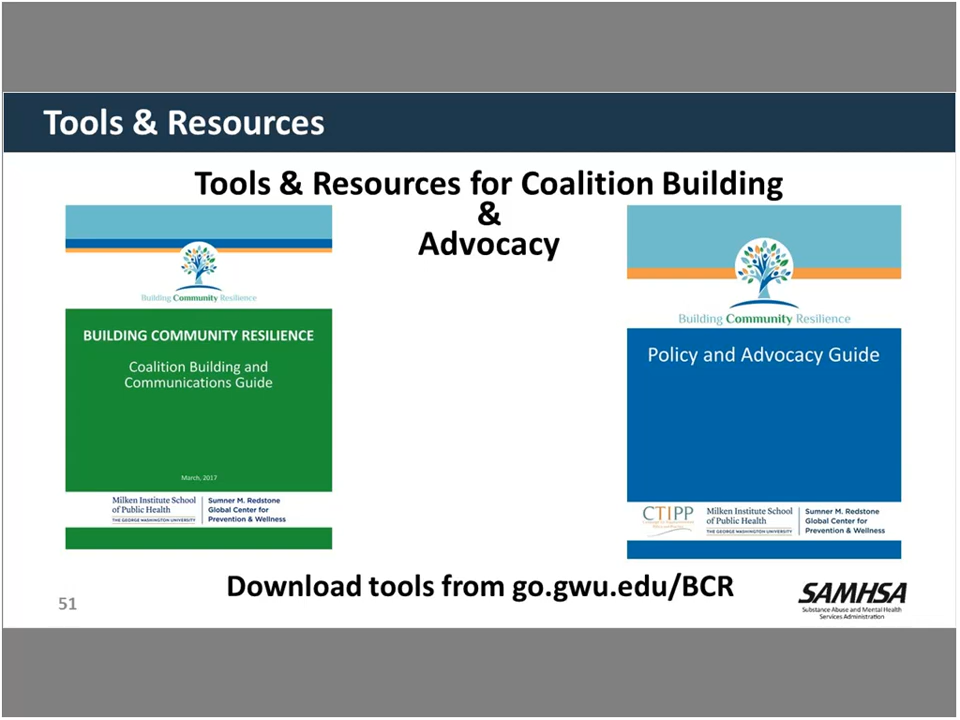 Tools & Resources
Tools & Resources for Coalition Building
&
Advocacy
Building Community Resilience
BUILDING COMMUNITY RESILIENCE
Coalition Building and
Communications Guide
March, 2017
Milken Institute School
of Public Health
THE GEORGE WASHINGTON UNIVERSITY
Sumner M. Redstone
Global Center for
Prevention & Wellness
Building Community Resilience
Policy and Advocacy Guide
CTIPP
Milken Institute School
of Public Health
THE GEORGE WASHINGTON UNIVERSITY
Sumner M. Redstone
Global Center for
Prevention & Wellness
Download tools from go.gwu.edu/BCR
51
SAMHSA
Substance Abuse and Mental Health
Services Administration